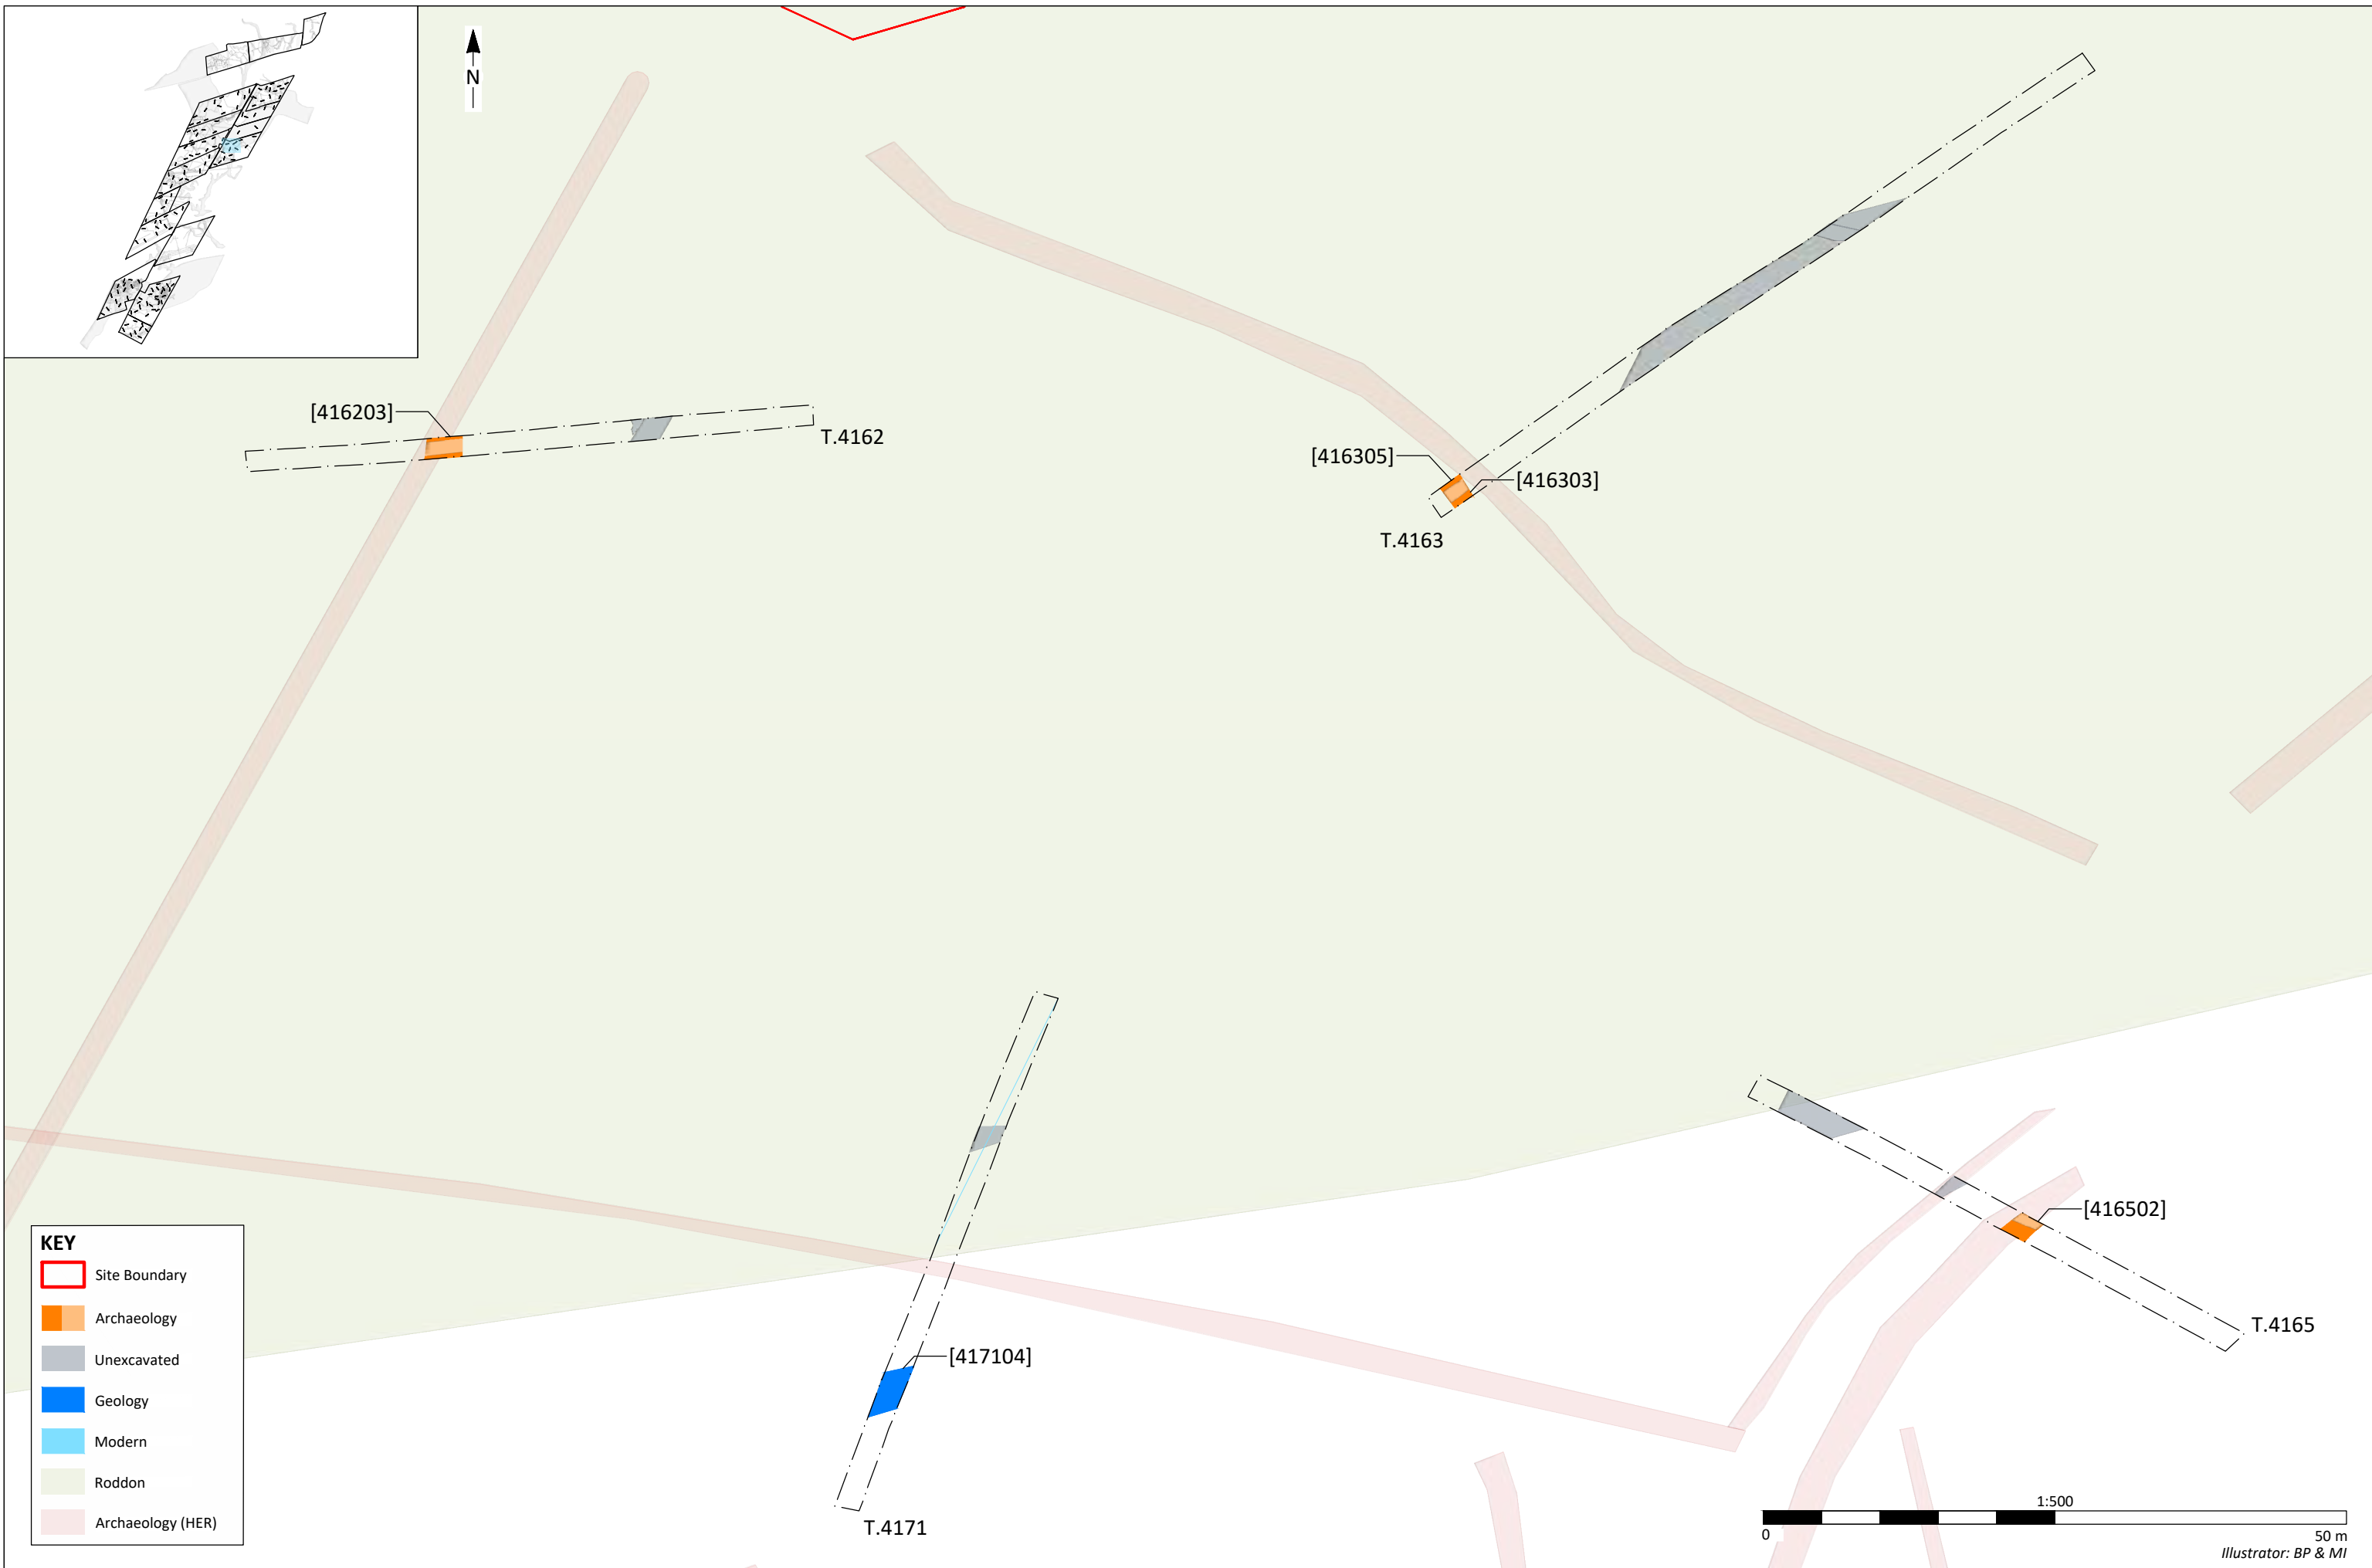 N
[416203]
T.4162
[416305]
[416303]
T.4163
[416502]
T.4165
[417104]
T.4171
KEY
Site Boundary
Archaeology
Unexcavated
Geology
Modern
Roddon
Archaeology (HER)
1:500
0 50 m
Illustrator: BP & MI